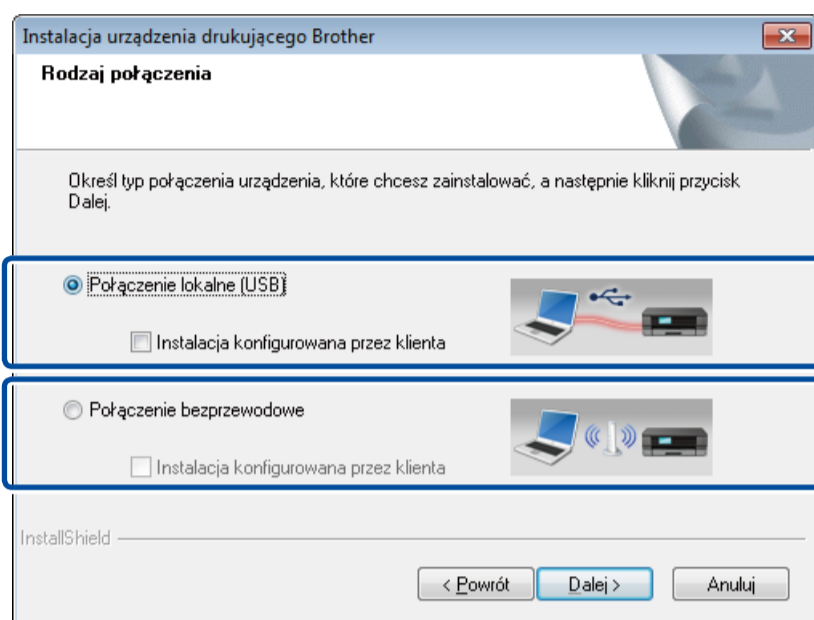 Instalacja urządzenia drukującego Brother
Rodzaj połączenia
Określ typ połączenia urządzenia, które chcesz zainstalować, a następnie kliknij przycisk
Dalej.
Połączenie lokalne (USB)
Instalacja konfigurowana przez klienta
Połączenie bezprzewodowe
Instalacja konfigurowana przez klienta
InstallShield
< Powrót Dalej > Anuluj